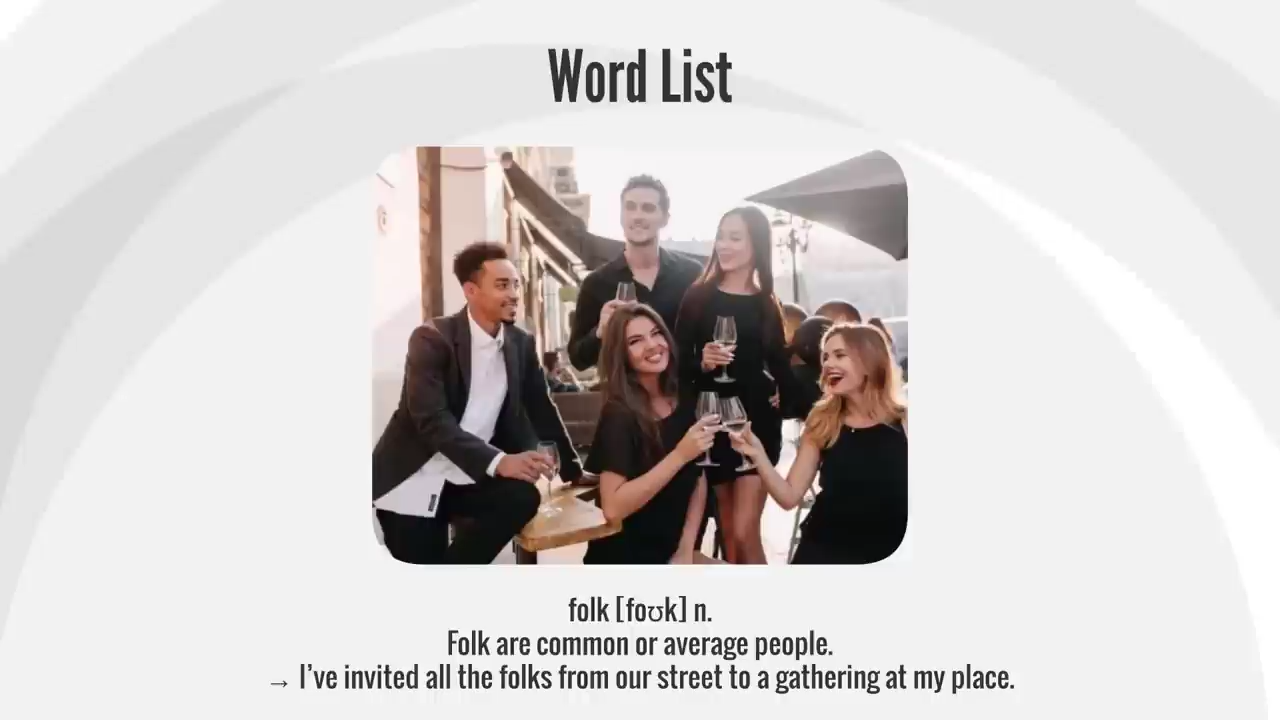 Word List
folk [foʊk] n.
Folk are common or average people.
→ I’ve invited all the folks from our street to a gathering at my place.